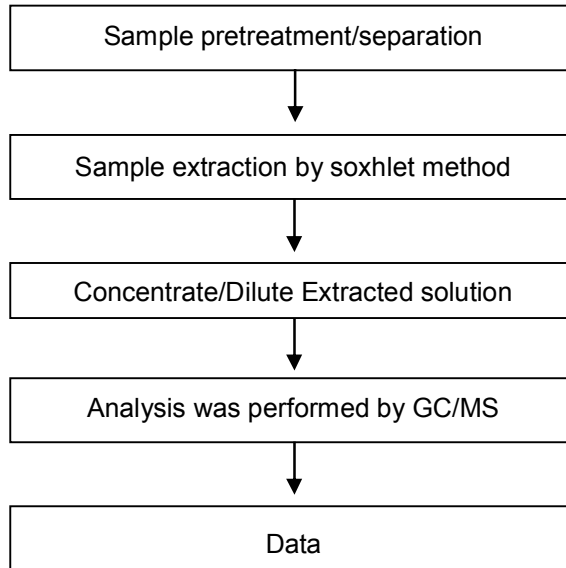 Sample pretreatment/separation
Sample extraction by soxhlet method
Concentrate/Dilute Extracted solution
Analysis was performed by GC/MS
Data